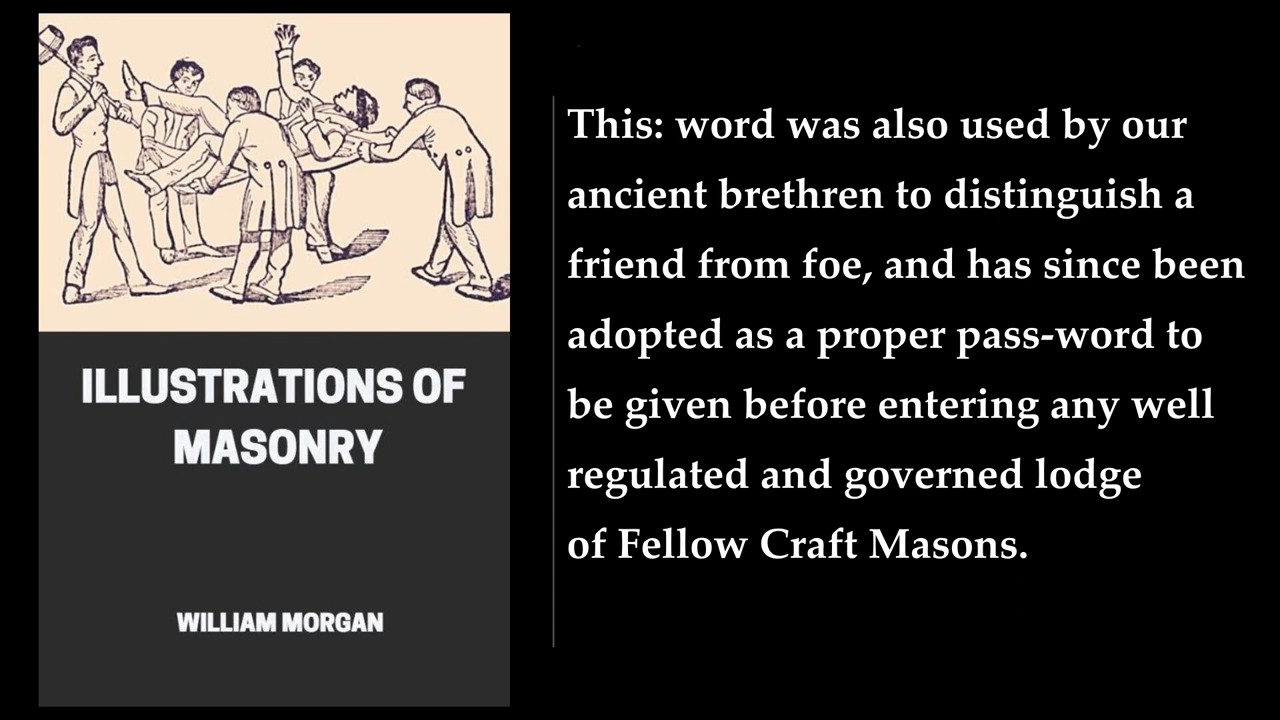 ILLUSTRATIONS OF
MASONRY
WILLIAM MORGAN
This: word was also used by our
ancient brethren to distinguish a
friend from foe, and has since been
adopted as a proper pass-word to
be given before entering any well
regulated and governed lodge
of Fellow Craft Masons.